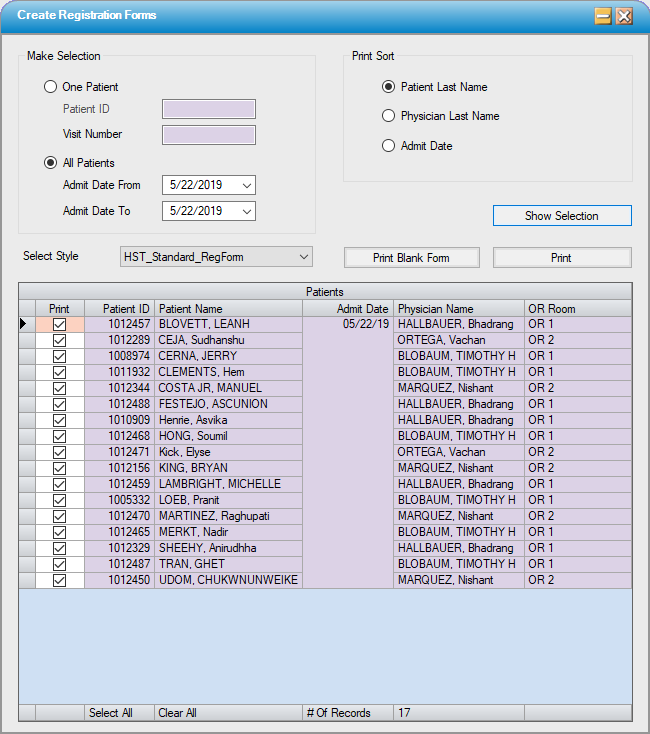 Create Registration Forms
Make Selection
One Patient
Patient ID
Visit Number
All Patients
Admit Date From 5/22/2019
Admit Date To 5/22/2019
Print Sort
Patient Last Name
Physician Last Name
Admit Date
Show Selection
Select Style HST_Standard_RegForm Print Blank Form Print
Patients
Print Patient ID Patient Name Admit Date Physician Name OR Room
1012457 BLOVETT, LEANH 05/22/19 HALLBAUER, Bhadrang OR 1
1012289 CEJA, Sudhanshu ORTEGA, Vachan OR 2
1008974 CERNA, JERRY BLOBAUM, TIMOTHY H OR 1
1011932 CLEMENTS, Hem BLOBAUM, TIMOTHY H OR 1
1012344 COSTA JR, MANUEL MARQUEZ, Nishant OR 2
1012488 FESTEJO, ASCUNION HALLBAUER, Bhadrang OR 1
1010909 Henrie, Asvika HALLBAUER, Bhadrang OR 1
1012468 HONG, Soumil BLOBAUM, TIMOTHY H OR 1
1012471 Kick, Elyse ORTEGA, Vachan OR 2
1012156 KING, BRYAN MARQUEZ, Nishant OR 2
1012459 LAMBRIGHT, MICHELLE HALLBAUER, Bhadrang OR 1
1005332 LOEB, Pranit BLOBAUM, TIMOTHY H OR 1
1012470 MARTINEZ, Raghupati MARQUEZ, Nishant OR 2
1012465 MERKT, Nadir BLOBAUM, TIMOTHY H OR 1
1012329 SHEEHY, Anirudhha HALLBAUER, Bhadrang OR 1
1012487 TRAN, GHET BLOBAUM, TIMOTHY H OR 1
1012450 UDOM, CHUKWNUNWEIKE MARQUEZ, Nishant OR 2
Select All Clear All # Of Records 17